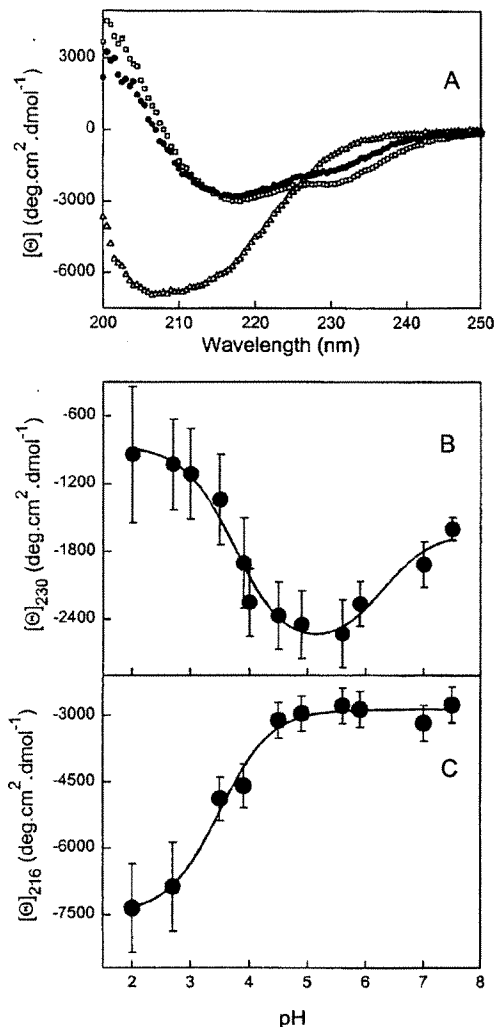 A
[Θ] (deg.cm².dmol⁻¹)
3000
0
-3000
-6000
200 210 220 230 240 250
Wavelength (nm)
B
[Θ]₂₃₀ (deg.cm².dmol⁻¹)
-600
-1200
-1800
-2400
C
[Θ]₂₁₆ (deg.cm².dmol⁻¹)
-3000
-4500
-6000
-7500
2 3 4 5 6 7 8
pH